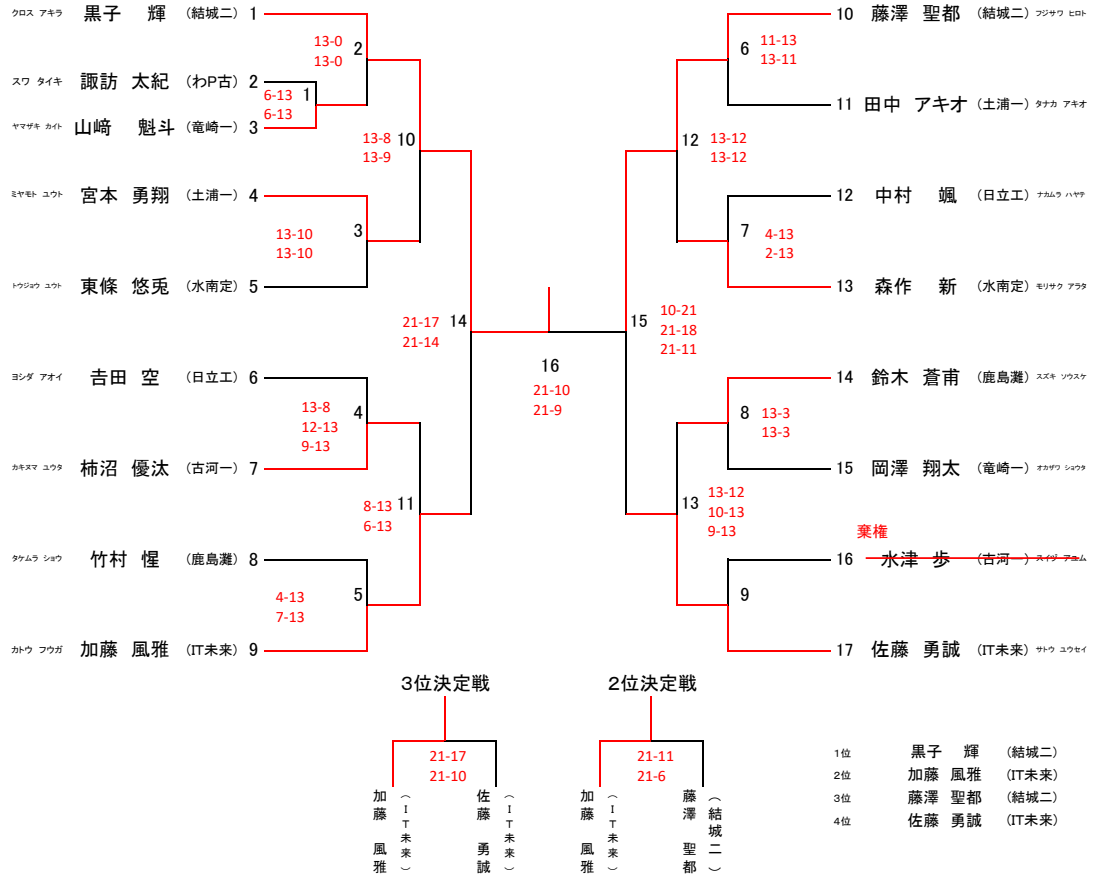 クロス アキラ 黒子 輝 (結城二) 1
13-0
13-0
2
スワ タイキ 諏訪 太紀 (わP古) 2
6-13
6-13
1
ヤマザキ カイト 山﨑 魁斗 (竜崎一) 3
13-8
13-9
10
ミヤモト ユウト 宮本 勇翔 (土浦一) 4
13-10
13-10
3
トウジョウ ユウト 東條 悠兎 (水南定) 5
21-17
21-14
14
ヨシダ アオイ 𠮷田 空 (日立工) 6
13-8
12-13
9-13
4
カキヌマ ユウタ 柿沼 優汰 (古河一) 7
8-13
6-13
11
タケムラ ショウ 竹村 惺 (鹿島灘) 8
4-13
7-13
5
カトウ フウガ 加藤 風雅 (IT未来) 9
16
21-10
21-9
10 藤澤 聖都 (結城二) フジサワ ヒロト
6
11-13
13-11
11 田中 アキオ (土浦一) タナカ アキオ
12
13-12
13-12
12 中村 颯 (日立工) ナカムラ ハヤテ
7
4-13
2-13
13 森作 新 (水南定) モリサク アラタ
15
10-21
21-18
21-11
14 鈴木 蒼甫 (鹿島灘) スズキ ソウスケ
8
13-3
13-3
15 岡澤 翔太 (竜崎一) オカザワ ショウタ
13
13-12
10-13
9-13
棄権
16 水津 歩 (古河一) スイヅ アユム
9
17 佐藤 勇誠 (IT未来) サトウ ユウセイ
3位決定戦
21-17
21-10
加藤 風雅 (IT未来)
佐藤 勇誠 (IT未来)
2位決定戦
21-11
21-6
加藤 風雅 (IT未来)
藤澤 聖都 (結城二)
1位 黒子 輝 (結城二)
2位 加藤 風雅 (IT未来)
3位 藤澤 聖都 (結城二)
4位 佐藤 勇誠 (IT未来)